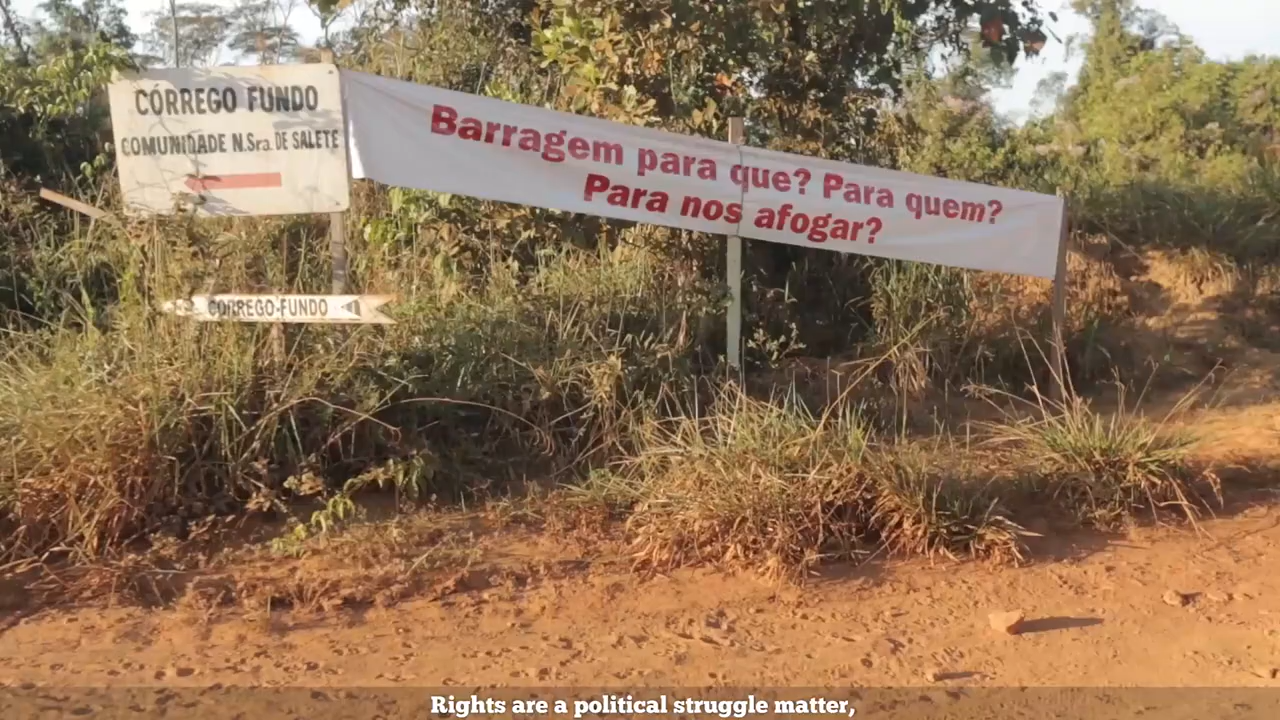 CÓRREGO FUNDO
COMUNIDADE N.Sra. DE SALETE
Barragem para que? Para quem?
Para nos afogar?
CORREGO-FUNDO
Rights are a political struggle matter,